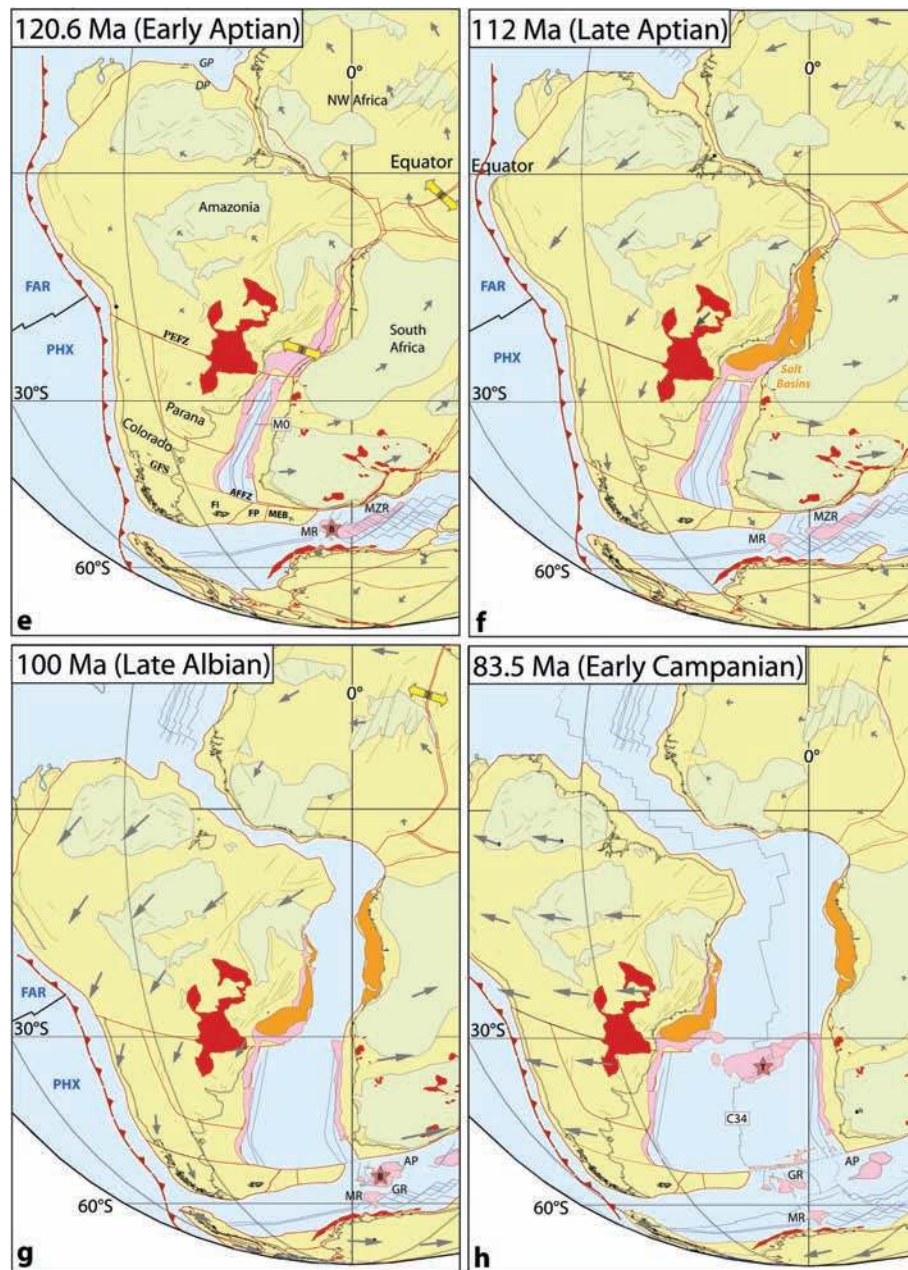 120.6 Ma (Early Aptian)
GP
DP
0°
NW Africa
Equator
Amazonia
FAR
PHX
PEFZ
South
Africa
30°S
Parana
M0
Colorado
GFS
AFFZ
FI
FP
MEB
MR
B
MZR
60°S
e
112 Ma (Late Aptian)
0°
Equator
FAR
PHX
Salt
Basins
30°S
MZR
MR
60°S
f
100 Ma (Late Albian)
0°
FAR
30°S
PHX
AP
B
GR
MR
60°S
g
83.5 Ma (Early Campanian)
0°
30°S
T
C34
AP
GR
MR
60°S
h